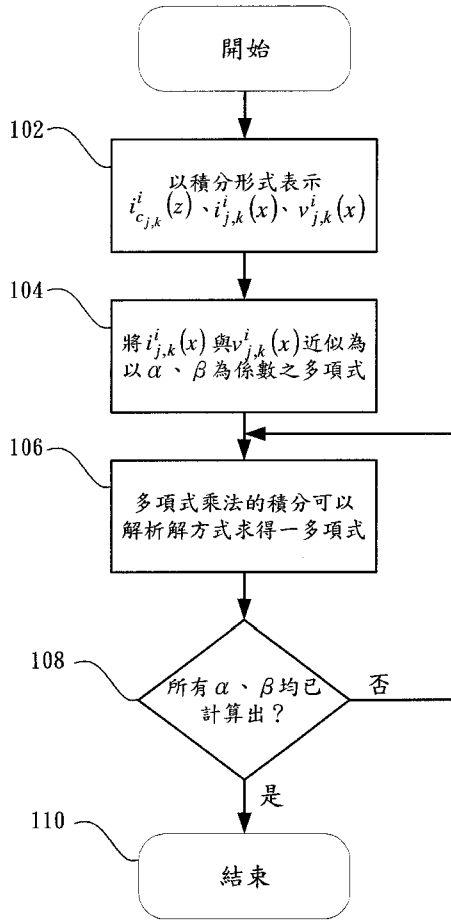 開始
102
以積分形式表示
i^i_{c_{j,k}}(z)、i^i_{j,k}(x)、v^i_{j,k}(x)
104
將i^i_{j,k}(x)與v^i_{j,k}(x)近似為
以α、β為係數之多項式
106
多項式乘法的積分可以
解析解方式求得一多項式
108
所有α、β均已
計算出？
否
是
110
結束